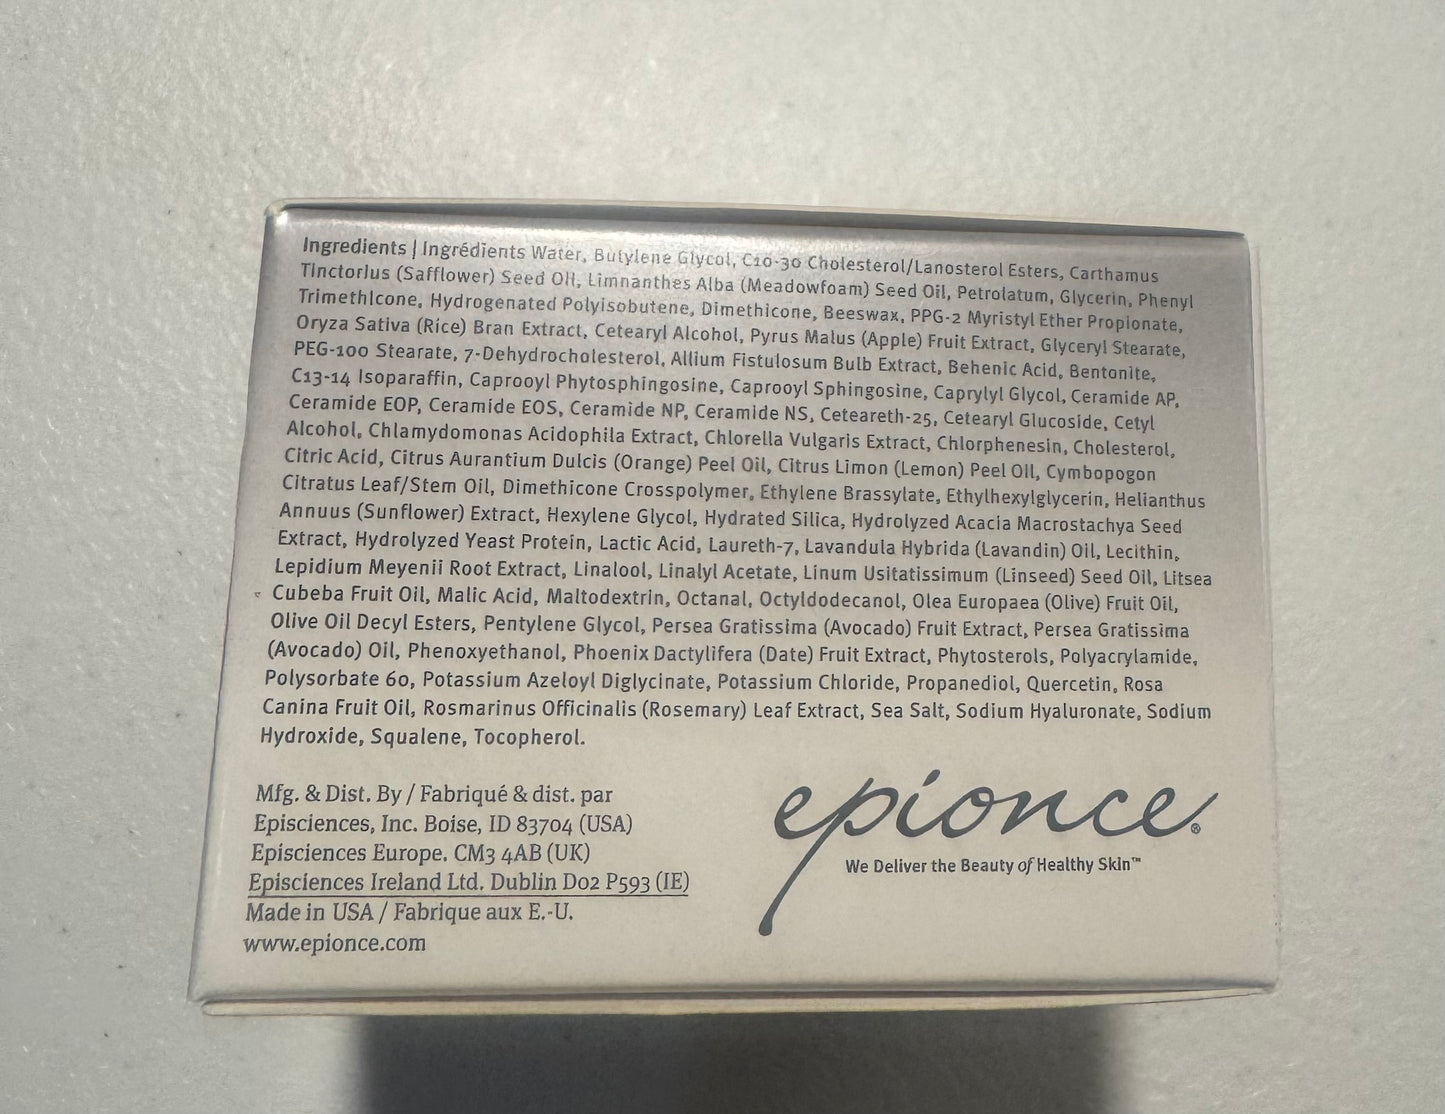 Ingredients | Ingrédients Water, Butylene Glycol, C10-30 Cholesterol/Lanosterol Esters, Carthamus
Tinctorius (Safflower) Seed Oil, Limnanthes Alba (Meadowfoam) Seed Oil, Petrolatum, Glycerin, Phenyl
Trimethicone, Hydrogenated Polyisobutene, Dimethicone, Beeswax, PPG-2 Myristyl Ether Propionate,
Oryza Sativa (Rice) Bran Extract, Cetearyl Alcohol, Pyrus Malus (Apple) Fruit Extract, Glyceryl Stearate,
PEG-100 Stearate, 7-Dehydrocholesterol, Allium Fistulosum Bulb Extract, Behenic Acid, Bentonite,
C13-14 Isoparaffin, Caprooyl Phytosphingosine, Caprooyl Sphingosine, Caprylyl Glycol, Ceramide AP,
Ceramide EOP, Ceramide EOS, Ceramide NP, Ceramide NS, Ceteareth-25, Cetearyl Glucoside, Cetyl
Alcohol, Chlamydomonas Acidophila Extract, Chlorella Vulgaris Extract, Chlorphenesin, Cholesterol,
Citric Acid, Citrus Aurantium Dulcis (Orange) Peel Oil, Citrus Limon (Lemon) Peel Oil, Cymbopogon
Citratus Leaf/Stem Oil, Dimethicone Crosspolymer, Ethylene Brassylate, Ethylhexylglycerin, Helianthus
Annuus (Sunflower) Extract, Hexylene Glycol, Hydrated Silica, Hydrolyzed Acacia Macrostachya Seed
Extract, Hydrolyzed Yeast Protein, Lactic Acid, Laureth-7, Lavandula Hybrida (Lavandin) Oil, Lecithin,
Lepidium Meyenii Root Extract, Linalool, Linalyl Acetate, Linum Usitatissimum (Linseed) Seed Oil, Litsea
Cubeba Fruit Oil, Malic Acid, Maltodextrin, Octanal, Octyldodecanol, Olea Europaea (Olive) Fruit Oil,
Olive Oil Decyl Esters, Pentylene Glycol, Persea Gratissima (Avocado) Fruit Extract, Persea Gratissima
(Avocado) Oil, Phenoxyethanol, Phoenix Dactylifera (Date) Fruit Extract, Phytosterols, Polyacrylamide,
Polysorbate 60, Potassium Azeloyl Diglycinate, Potassium Chloride, Propanediol, Quercetin, Rosa
Canina Fruit Oil, Rosmarinus Officinalis (Rosemary) Leaf Extract, Sea Salt, Sodium Hyaluronate, Sodium
Hydroxide, Squalene, Tocopherol.
Mfg. & Dist. By / Fabriqué & dist. par
Episciences, Inc. Boise, ID 83704 (USA)
Episciences Europe. CM3 4AB (UK)
Episciences Ireland Ltd. Dublin D02 P593 (IE)
Made in USA / Fabrique aux E.-U.
www.epionce.com
epionce®
We Deliver the Beauty of Healthy Skin™